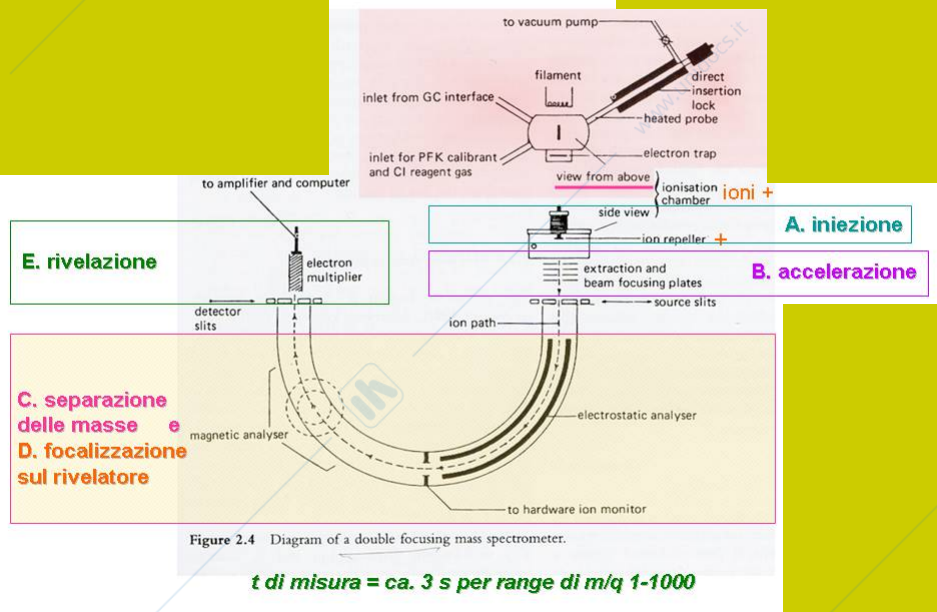 to vacuum pump
filament
direct
insertion
lock
inlet from GC interface
heated probe
electron trap
inlet for PFK calibrant
and CI reagent gas
view from above
ionisation
chamber
ioni +
to amplifier and computer
side view
A. iniezione
ion repeller +
E. rivelazione
electron
multiplier
extraction and
beam focusing plates
B. accelerazione
detector
slits
source slits
ion path
C. separazione
delle masse e
D. focalizzazione
sul rivelatore
magnetic analyser
electrostatic analyser
to hardware ion monitor
Figure 2.4 Diagram of a double focusing mass spectrometer.
t di misura = ca. 3 s per range di m/q 1-1000